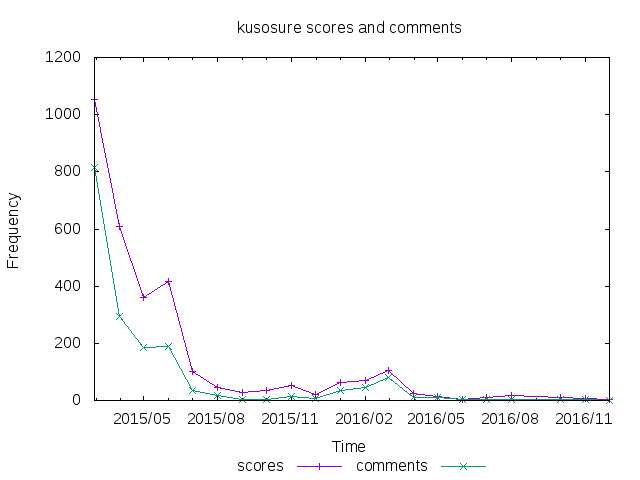 kusosure scores and comments
1200
1000
800
600
400
200
0
Frequency
2015/05 2015/08 2015/11 2016/02 2016/05 2016/08 2016/11
Time
scores comments